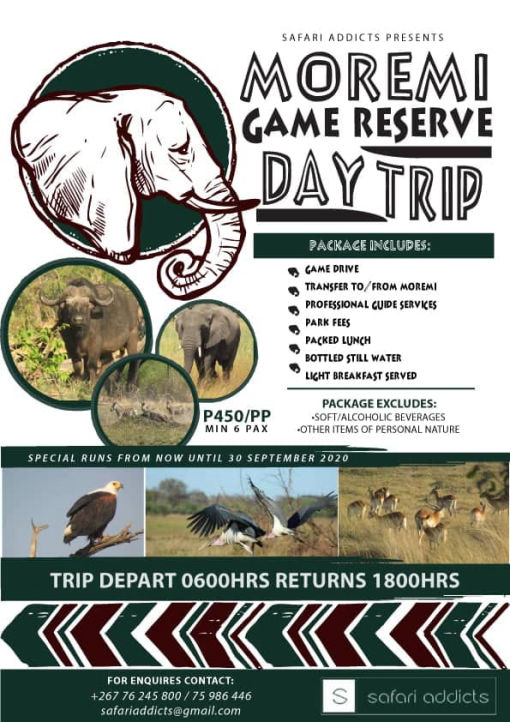 SAFARI ADDICTS PRESENTS
MOREMI
GAME RESERVE
DAY TRIP
PACKAGE INCLUDES:
GAME DRIVE
TRANSFER TO/FROM MOREMI
PROFESSIONAL GUIDE SERVICES
PARK FEES
PACKED LUNCH
BOTTLED STILL WATER
LIGHT BREAKFAST SERVED
P450/PP
MIN 6 PAX
PACKAGE EXCLUDES:
•SOFT/ALCOHOLIC BEVERAGES
•OTHER ITEMS OF PERSONAL NATURE
SPECIAL RUNS FROM NOW UNTIL 30 SEPTEMBER 2020
TRIP DEPART 0600HRS RETURNS 1800HRS
FOR ENQUIRES CONTACT:
+267 76 245 800 / 75 986 446
safariaddicts@gmail.com
S safari addicts